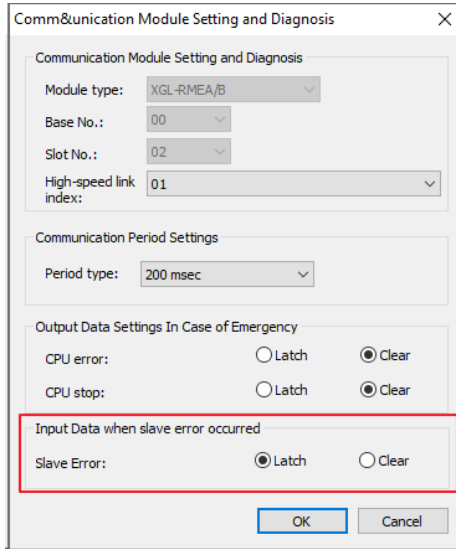 Comm&unication Module Setting and Diagnosis
Communication Module Setting and Diagnosis
Module type: XGL-RMEA/B
Base No.: 00
Slot No.: 02
High-speed link index: 01
Communication Period Settings
Period type: 200 msec
Output Data Settings In Case of Emergency
CPU error: Latch Clear
CPU stop: Latch Clear
Input Data when slave error occurred
Slave Error: Latch Clear
OK Cancel